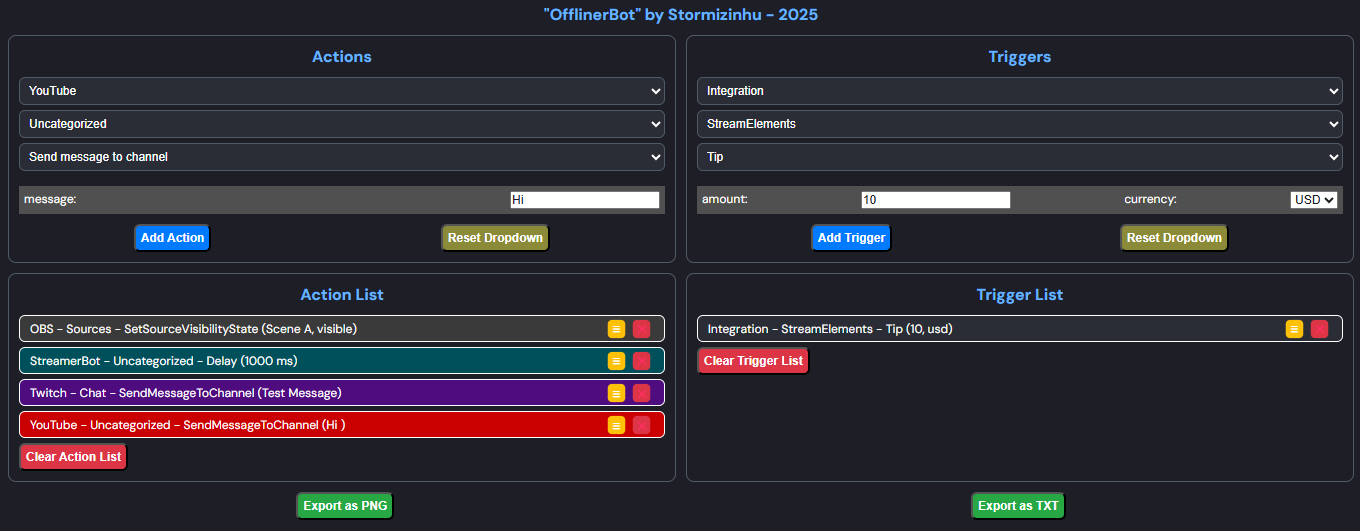 "OfflinerBot" by Stormizinhu - 2025
Actions
YouTube
Uncategorized
Send message to channel
message: Hi
Add Action Reset Dropdown
Triggers
Integration
StreamElements
Tip
amount: 10 currency: USD
Add Trigger Reset Dropdown
Action List
OBS - Sources - SetSourceVisibilityState (Scene A, visible)
StreamerBot - Uncategorized - Delay (1000 ms)
Twitch - Chat - SendMessageToChannel (Test Message)
YouTube - Uncategorized - SendMessageToChannel (Hi )
Clear Action List
Trigger List
Integration - StreamElements - Tip (10, usd)
Clear Trigger List
Export as PNG Export as TXT